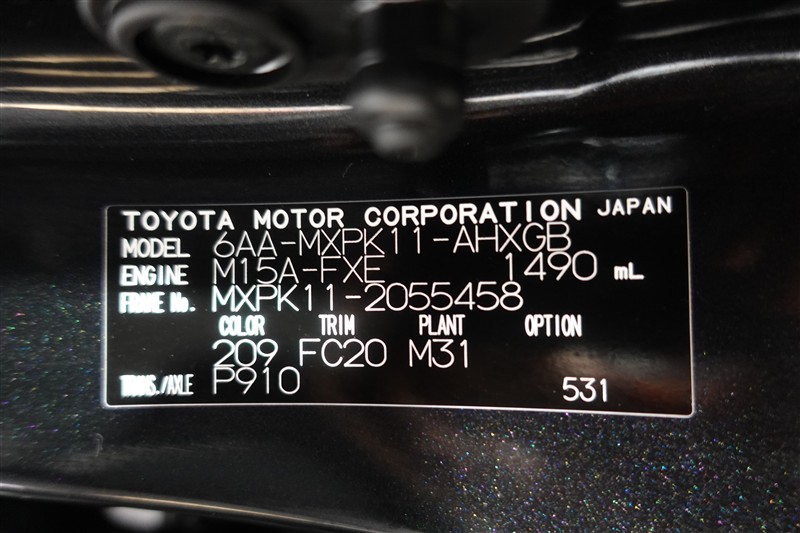 TOYOTA MOTOR CORPORATION JAPAN
MODEL 6AA-MXPK11-AHXGB
ENGINE M15A-FXE 1490 mL
FRAME No. MXPK11-2055458
COLOR TRIM PLANT OPTION
209 FC20 M31
TRANS./AXLE P910 531